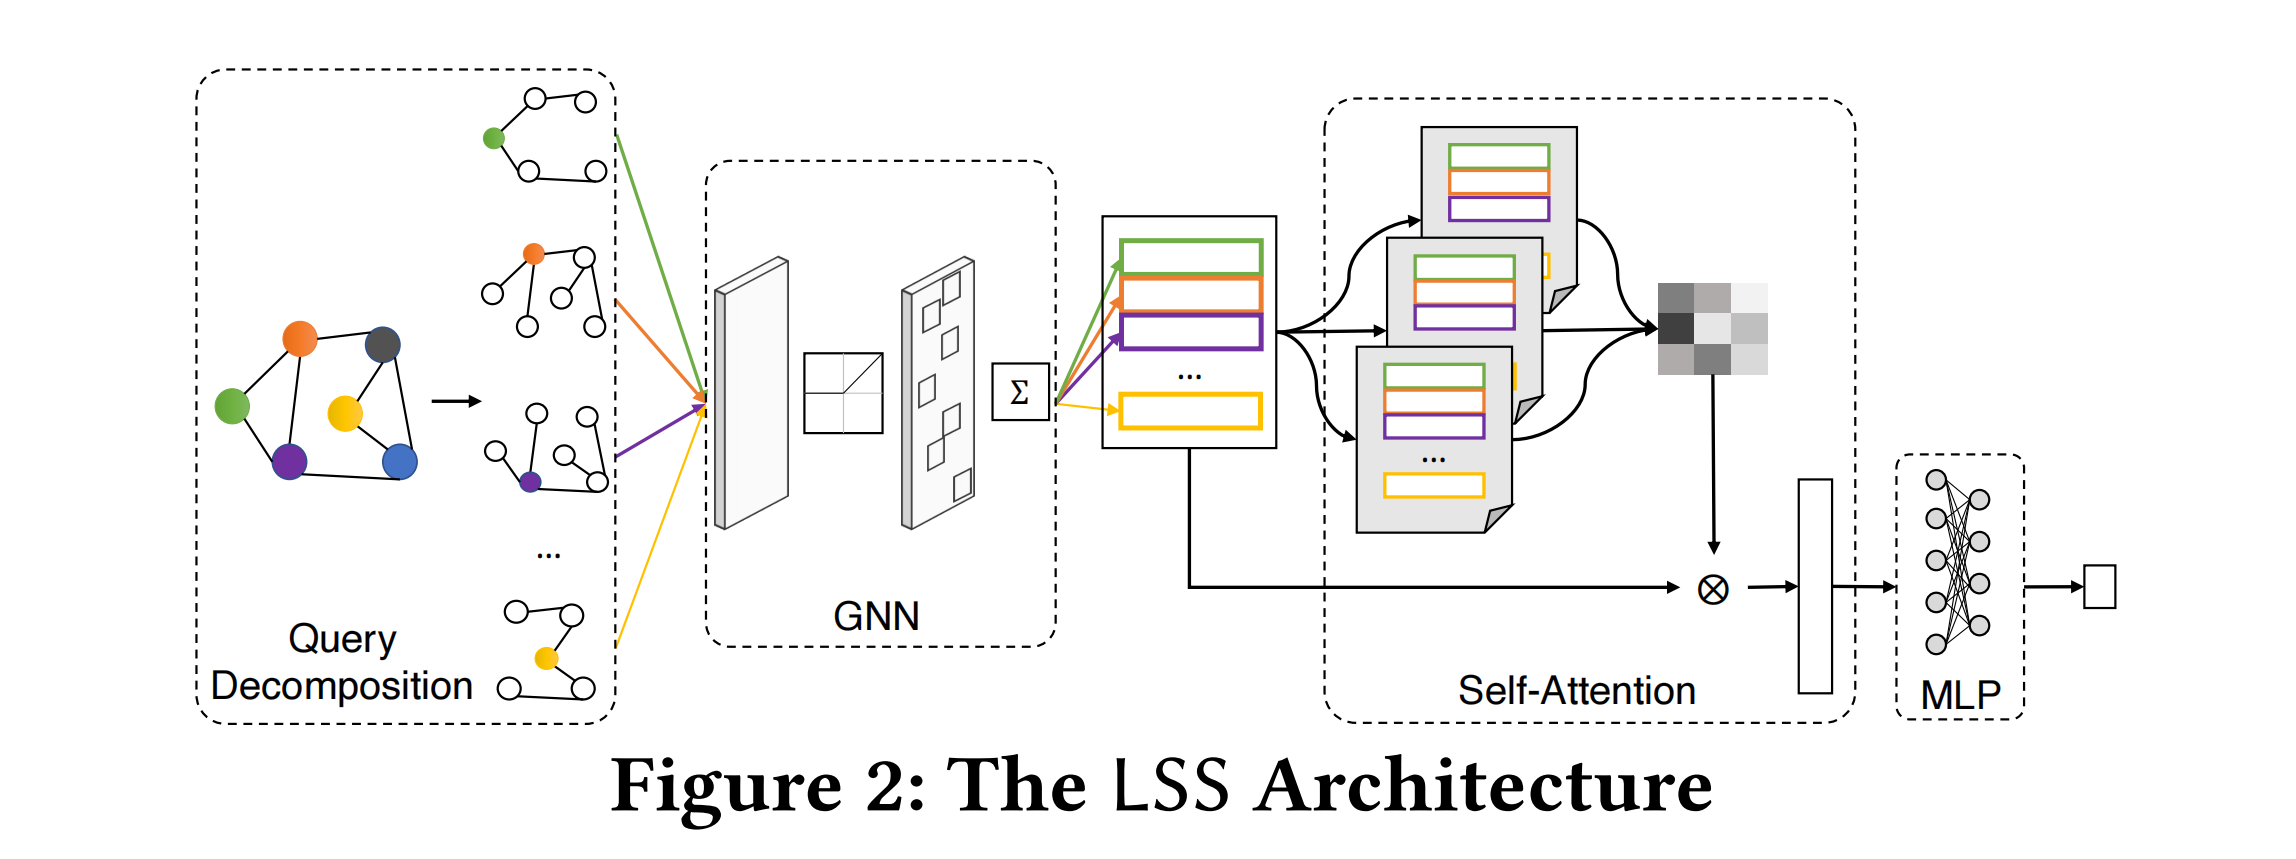 Query
Decomposition
...
GNN
Σ
...
...
Self-Attention
MLP
Figure 2: The LSS Architecture